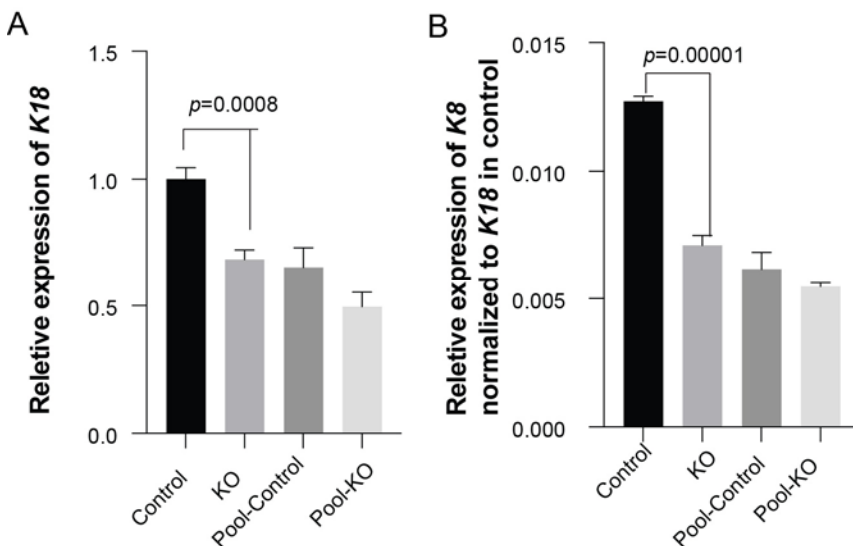 A
Reletive expression of K18
1.5
1.0
0.5
0.0
p=0.0008
Control
KO
Pool-Control
Pool-KO
B
Reletive expression of K8
normalized to K18 in control
0.015
0.010
0.005
0.000
p=0.00001
Control
KO
Pool-Control
Pool-KO